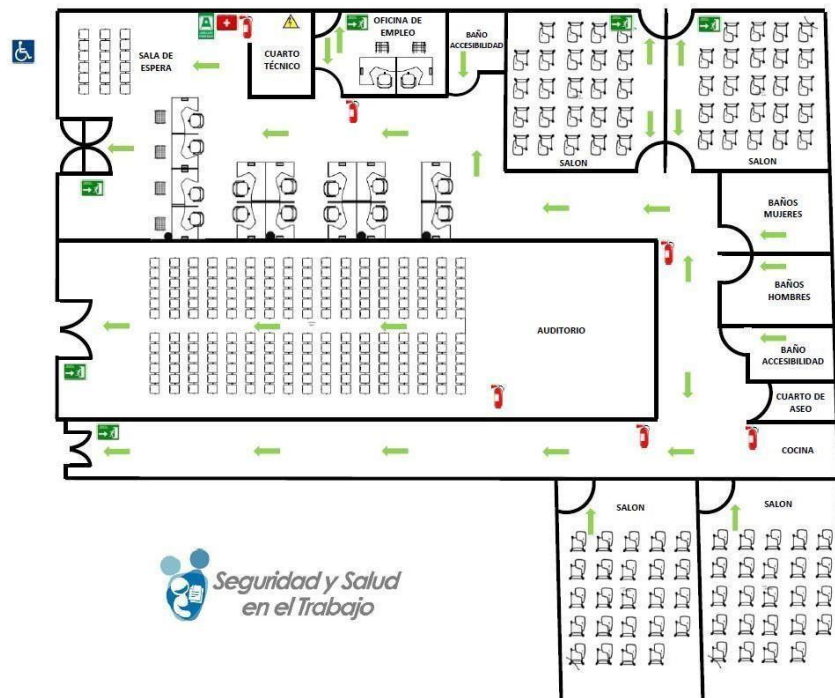 OFICINA DE
EMPLEO
BAÑO
ACCESIBILIDAD
SALA DE
ESPERA
CUARTO
TÉCNICO
SALON
SALON
BAÑOS
MUJERES
BAÑOS
HOMBRES
AUDITORIO
BAÑO
ACCESIBILIDAD
CUARTO DE
ASEO
COCINA
SALON
SALON
Seguridad y Salud
en el Trabajo